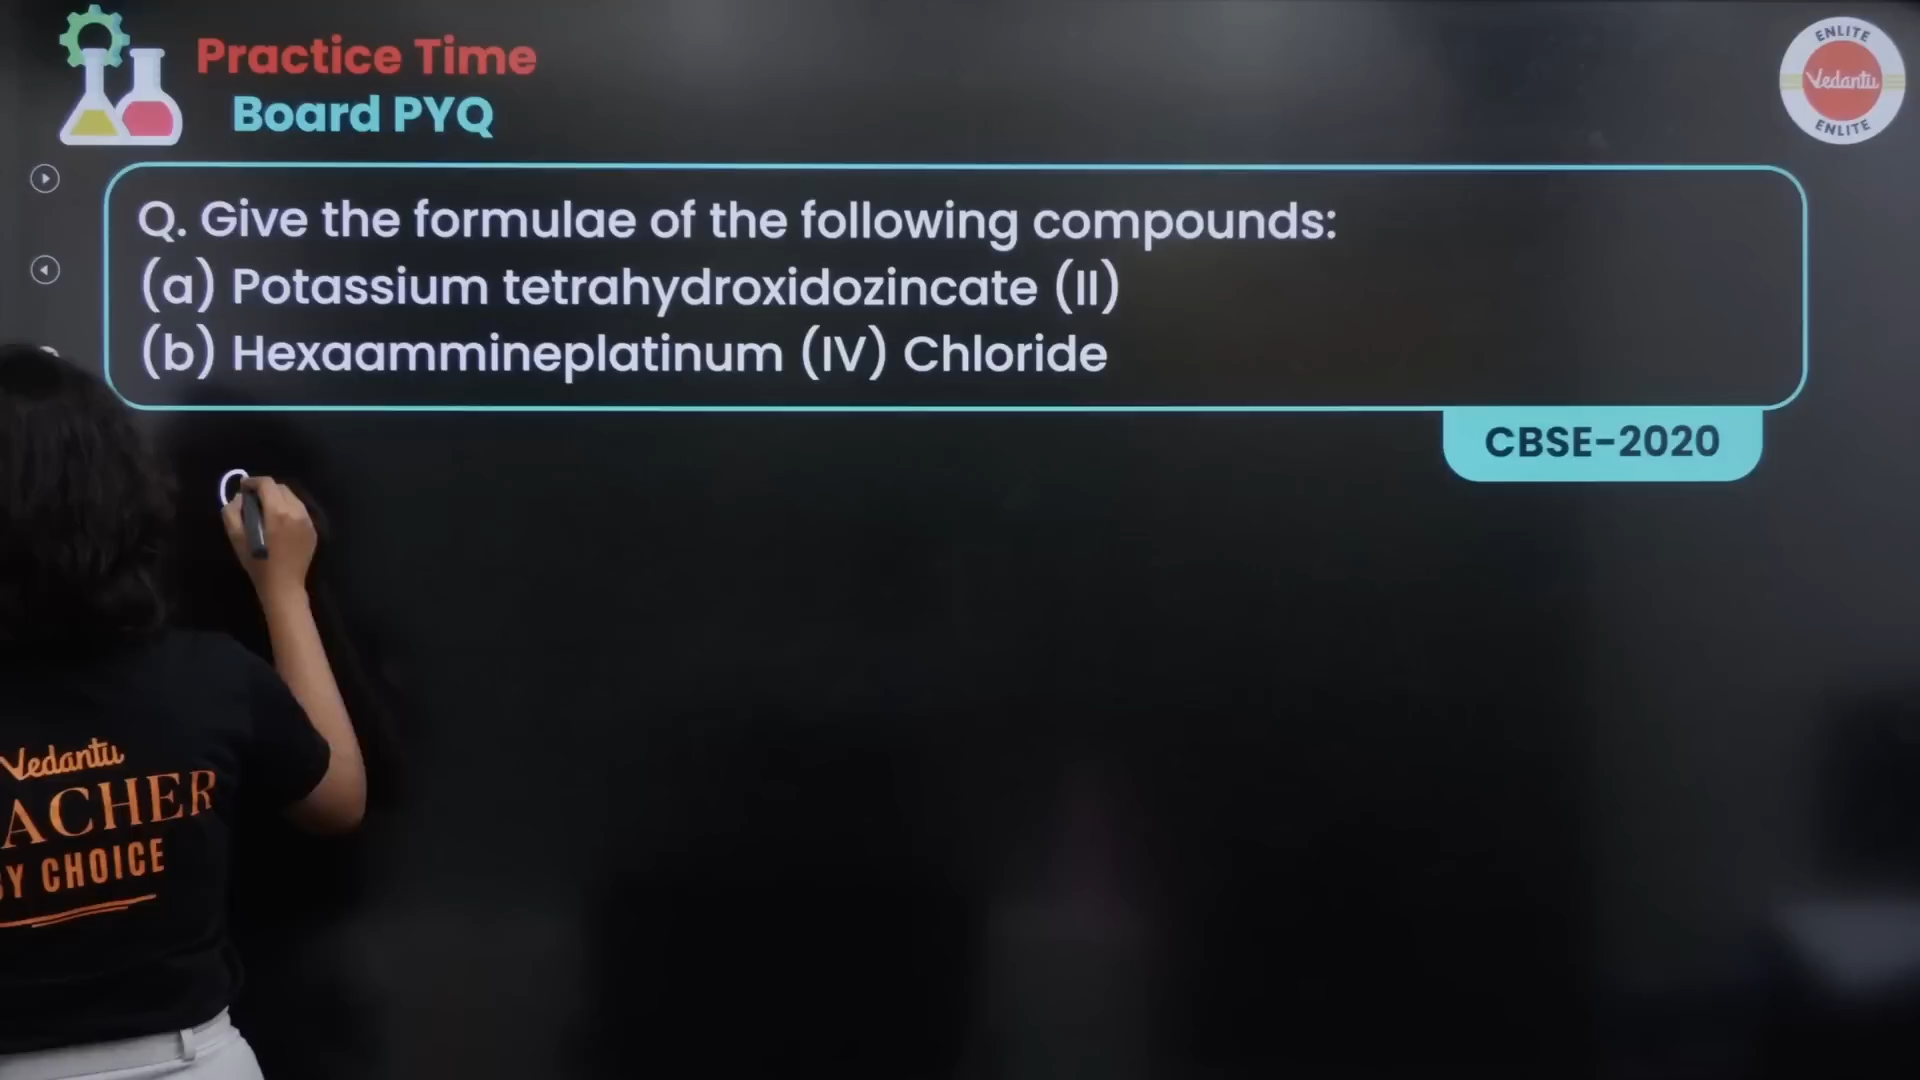 Practice Time
Board PYQ
ENLITE
Vedantu
ENLITE
Q. Give the formulae of the following compounds:
(a) Potassium tetrahydroxidozincate (II)
(b) Hexaammineplatinum (IV) Chloride
CBSE-2020
Vedantu
ACHER
BY CHOICE